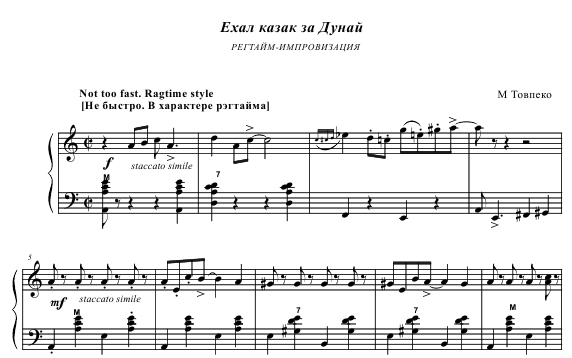 Ехал казак за Дунай
РЕГТАЙМ-ИМПРОВИЗАЦИЯ
Not too fast. Ragtime style
[Не быстро. В характере рэгтайма]
М Товпеко
f staccato simile
М 7
5
mf staccato simile
М 7 7 М